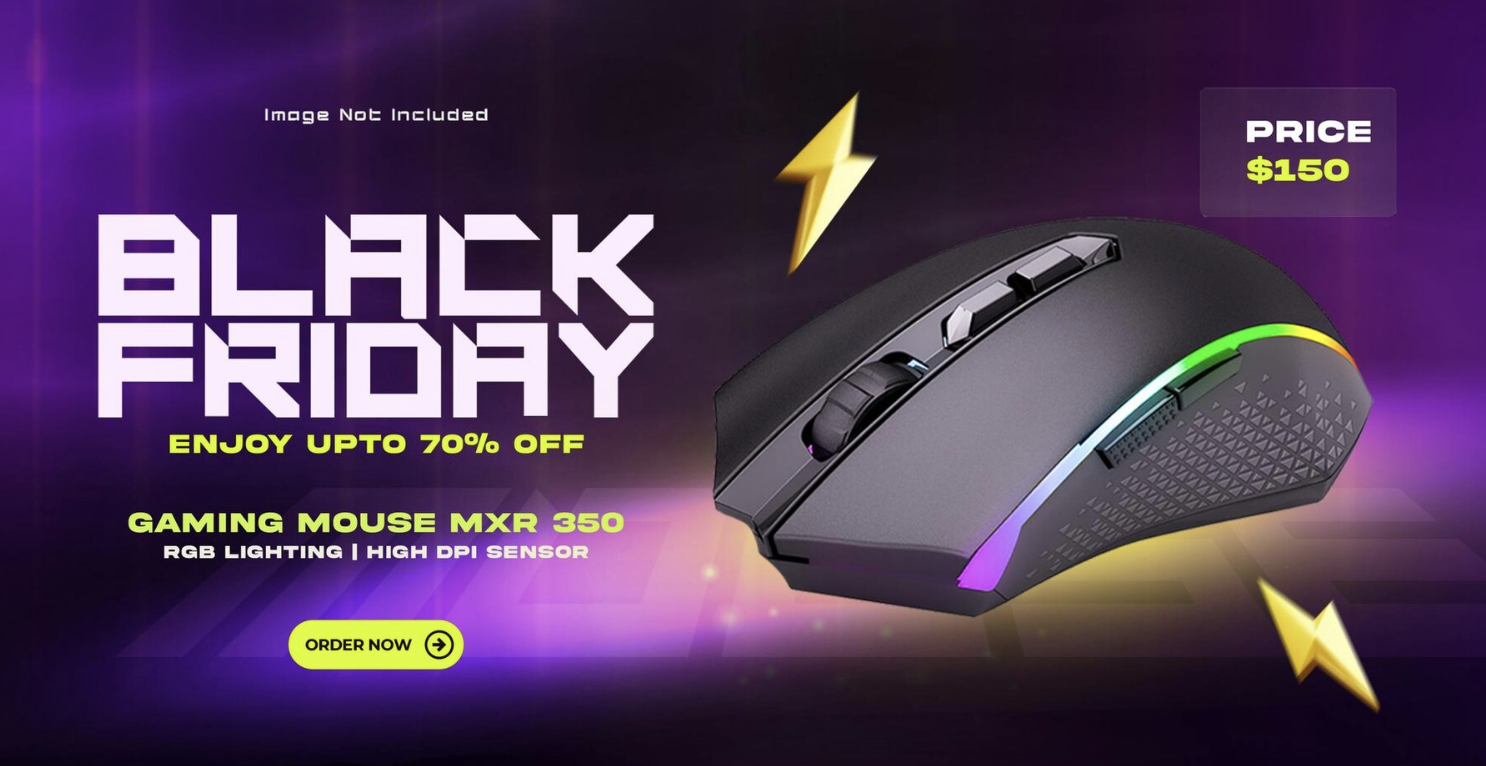 Image Not Included
BLACK
FRIDAY
ENJOY UPTO 70% OFF
GAMING MOUSE MXR 350
RGB LIGHTING | HIGH DPI SENSOR
ORDER NOW
PRICE
$150